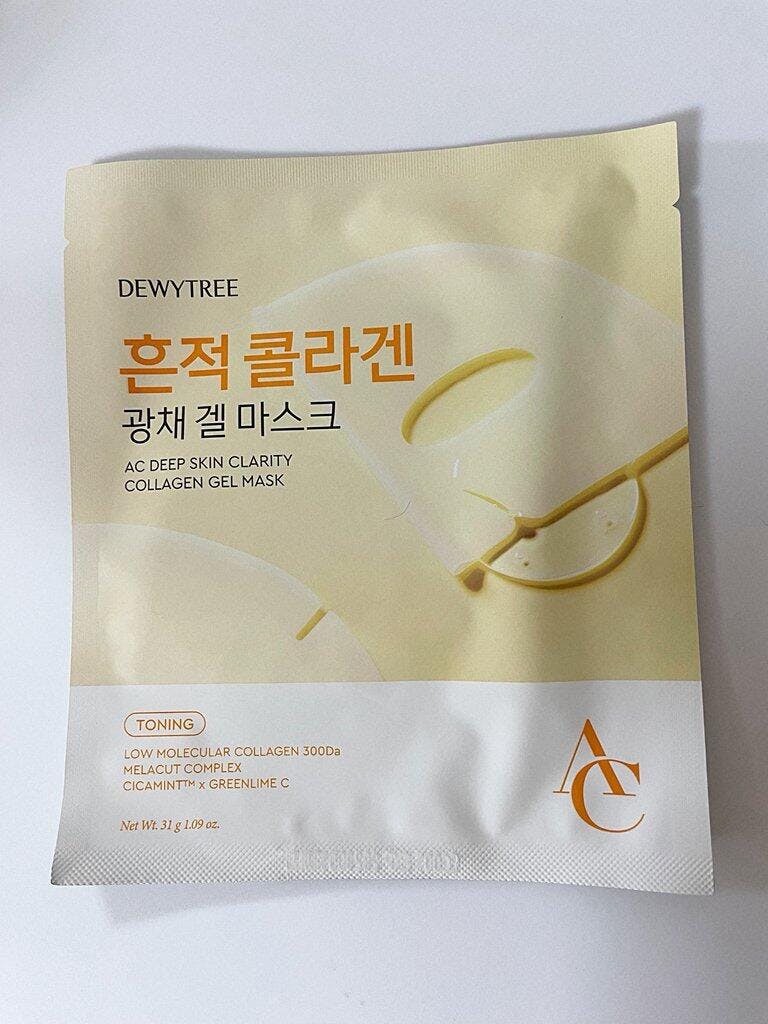 DEWYTREE
흔적 콜라겐
광채 겔 마스크
AC DEEP SKIN CLARITY
COLLAGEN GEL MASK
TONING
LOW MOLECULAR COLLAGEN 300Da
MELACUT COMPLEX
CICAMINT™ x GREENLIME C
AC
Net Wt. 31 g 1.09 oz.